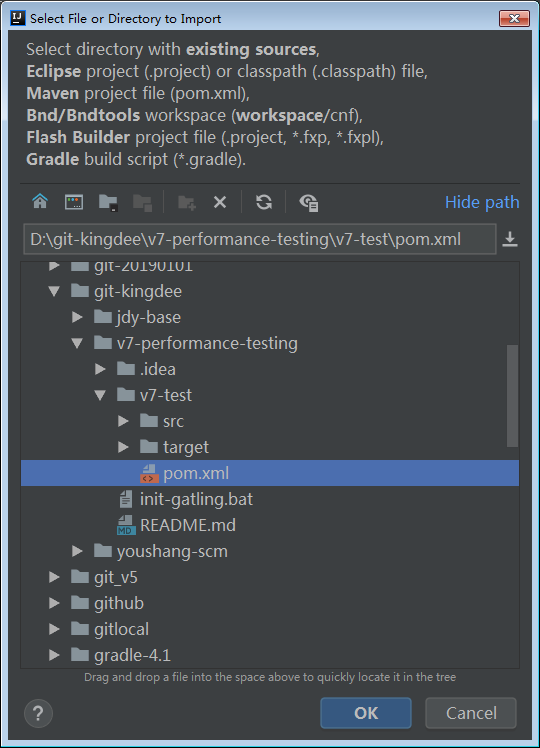 Select File or Directory to Import
Select directory with existing sources,
Eclipse project (.project) or classpath (.classpath) file,
Maven project file (pom.xml),
Bnd/Bndtools workspace (workspace/cnf),
Flash Builder project file (.project, *.fxp, *.fxpl),
Gradle build script (*.gradle).
Hide path
D:\git-kingdee\v7-performance-testing\v7-test\pom.xml
git-20190101
git-kingdee
jdy-base
v7-performance-testing
.idea
v7-test
src
target
pom.xml
init-gatling.bat
README.md
youshang-scm
git_v5
github
gitlocal
gradle-4.1
Drag and drop a file into the space above to quickly locate it in the tree
? OK Cancel